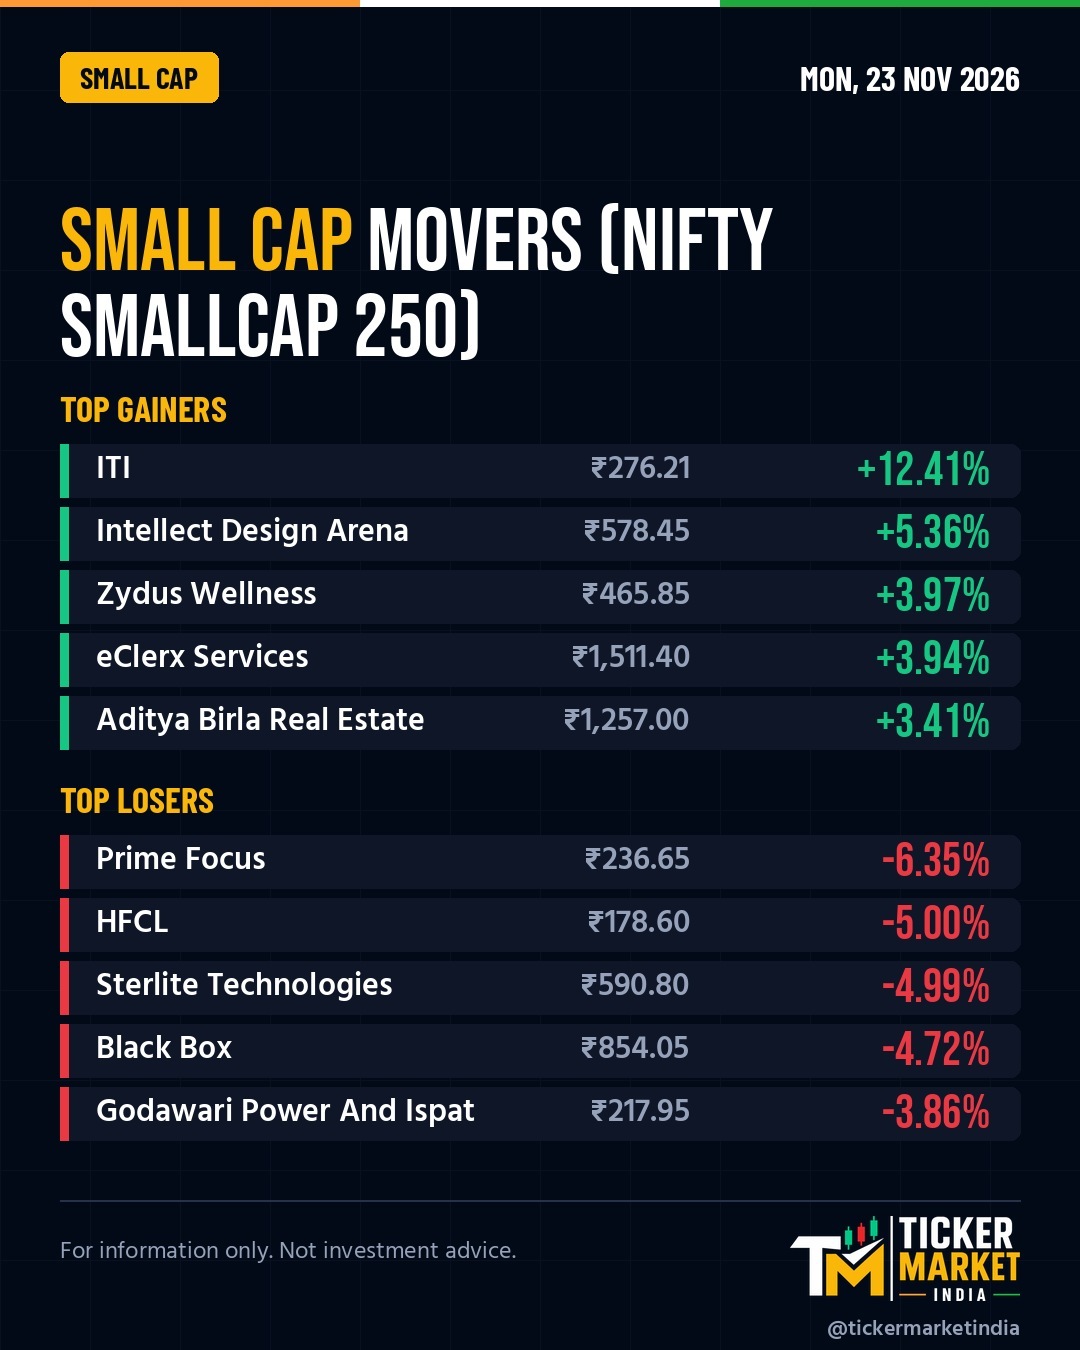 SMALL CAP
MON, 23 NOV 2026
SMALL CAP MOVERS (NIFTY
SMALLCAP 250)
TOP GAINERS
ITI ₹276.21 +12.41%
Intellect Design Arena ₹578.45 +5.36%
Zydus Wellness ₹465.85 +3.97%
eClerx Services ₹1,511.40 +3.94%
Aditya Birla Real Estate ₹1,257.00 +3.41%
TOP LOSERS
Prime Focus ₹236.65 -6.35%
HFCL ₹178.60 -5.00%
Sterlite Technologies ₹590.80 -4.99%
Black Box ₹854.05 -4.72%
Godawari Power And Ispat ₹217.95 -3.86%
For information only. Not investment advice.
TM
TICKER
MARKET
INDIA
@tickermarketindia